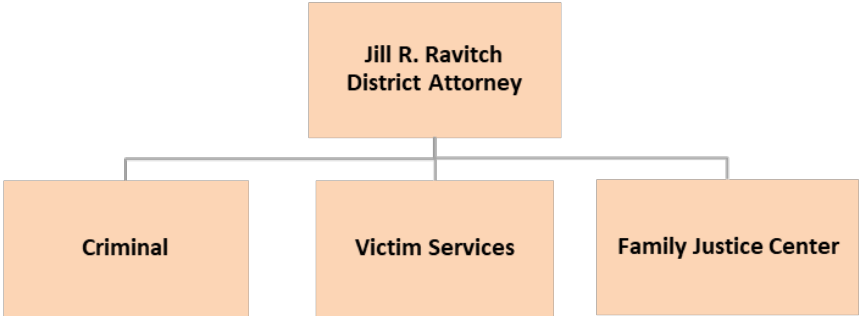 Jill R. Ravitch
District Attorney
Criminal
Victim Services
Family Justice Center